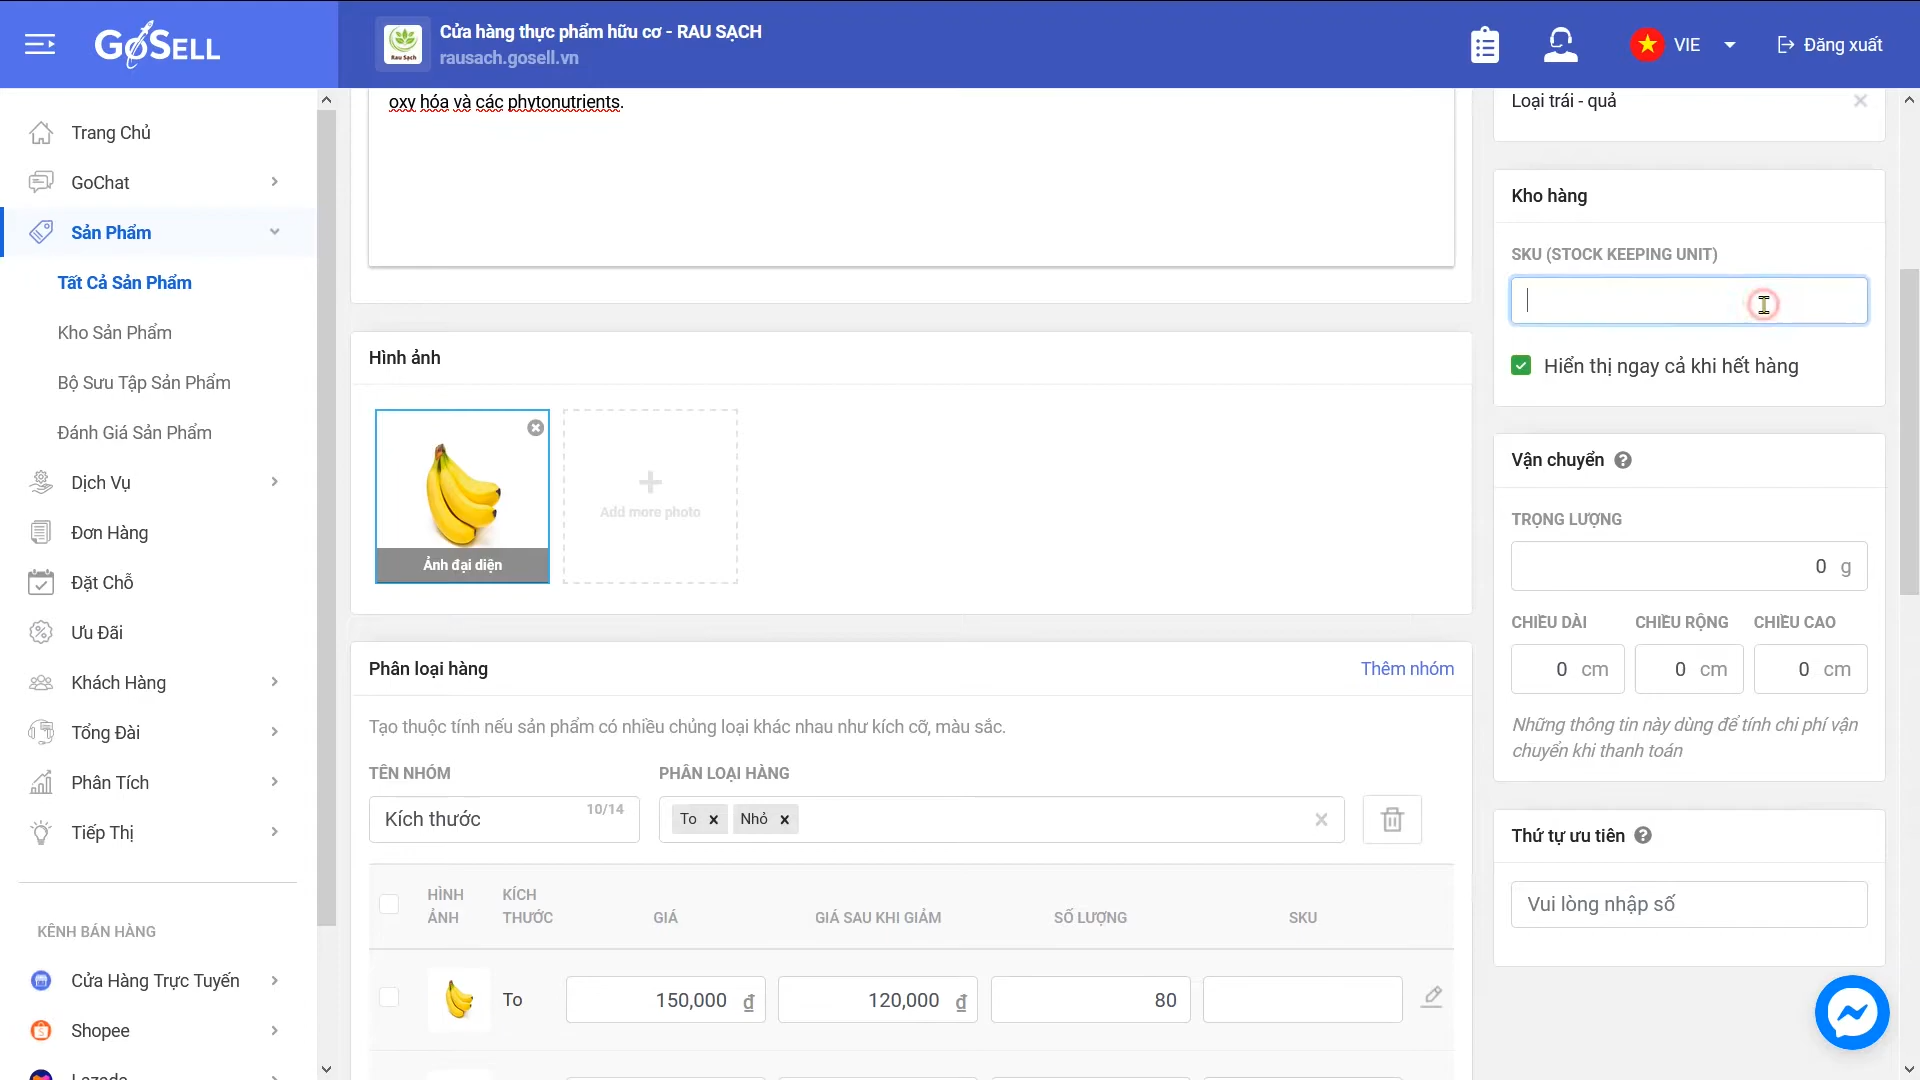 GoSELL
Cửa hàng thực phẩm hữu cơ - RAU SẠCH
rausach.gosell.vn
Rau Sạch
VIE
Đăng xuất
Trang Chủ
GoChat
Sản Phẩm
Tất Cả Sản Phẩm
Kho Sản Phẩm
Bộ Sưu Tập Sản Phẩm
Đánh Giá Sản Phẩm
Dịch Vụ
Đơn Hàng
Đặt Chỗ
Ưu Đãi
Khách Hàng
Tổng Đài
Phân Tích
Tiếp Thị
KÊNH BÁN HÀNG
Cửa Hàng Trực Tuyến
Shopee
Lazada
oxy hóa và các phytonutrients.
Hình ảnh
Ảnh đại diện
Add more photo
Phân loại hàng
Thêm nhóm
Tạo thuộc tính nếu sản phẩm có nhiều chủng loại khác nhau như kích cỡ, màu sắc.
TÊN NHÓM
PHÂN LOẠI HÀNG
Kích thước
10/14
To
Nhỏ
HÌNH ẢNH
KÍCH THƯỚC
GIÁ
GIÁ SAU KHI GIẢM
SỐ LƯỢNG
SKU
To
150,000 đ
120,000 đ
80
Loại trái - quả
Kho hàng
SKU (STOCK KEEPING UNIT)
Hiển thị ngay cả khi hết hàng
Vận chuyển
TRỌNG LƯỢNG
0 g
CHIỀU DÀI
CHIỀU RỘNG
CHIỀU CAO
0 cm
0 cm
0 cm
Những thông tin này dùng để tính chi phí vận
chuyển khi thanh toán
Thứ tự ưu tiên
Vui lòng nhập số